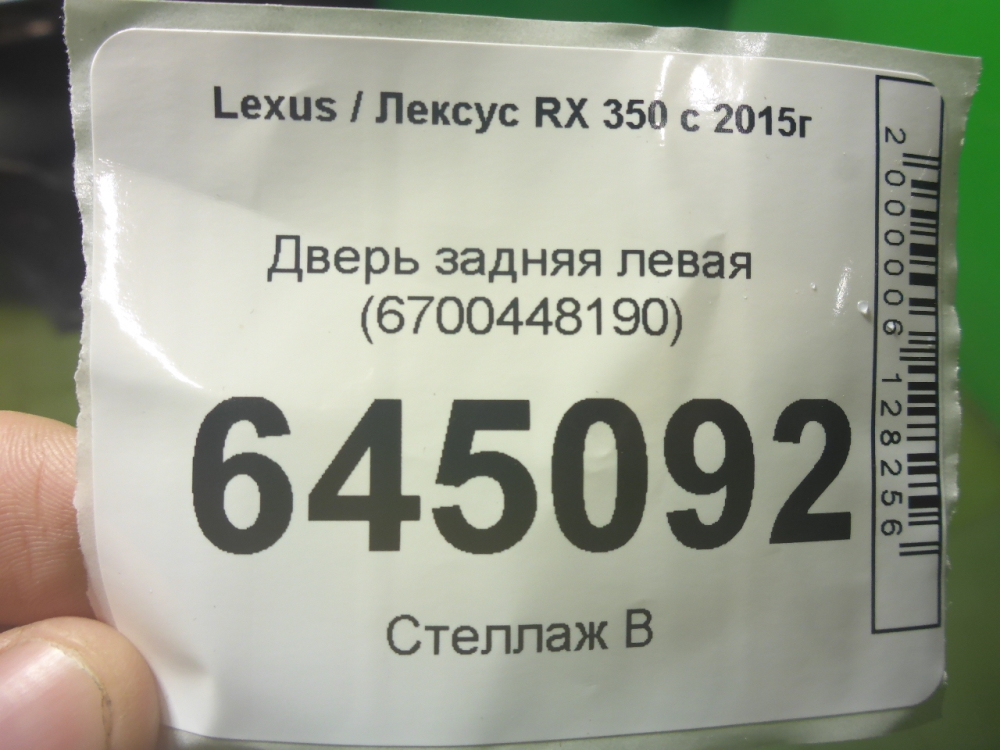 Lexus / Лексус RX 350 с 2015г
Дверь задняя левая
(6700448190)
645092
Стеллаж В
2000006128256